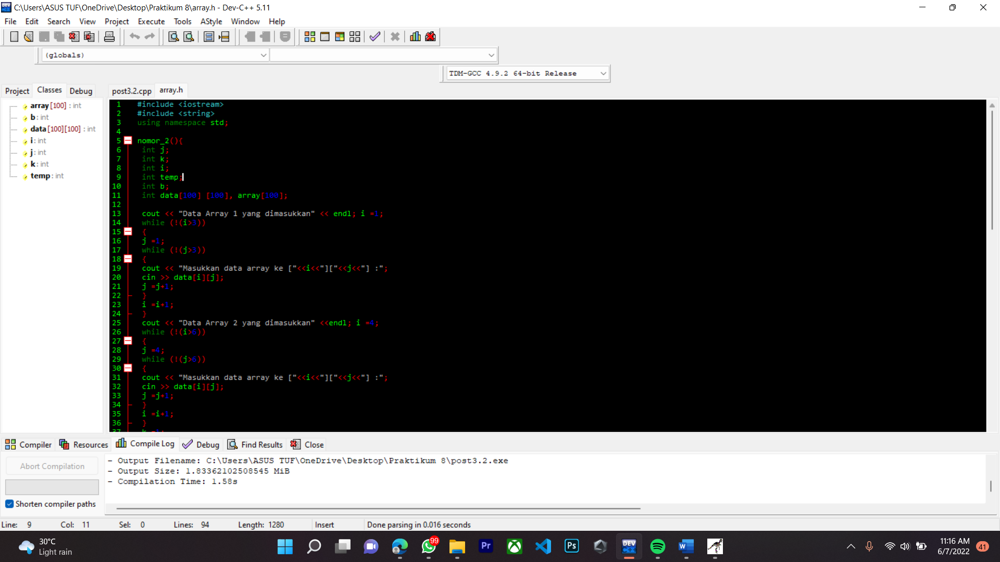 C:\Users\ASUS TUF\OneDrive\Desktop\Praktikum 8\array.h - Dev-C++ 5.11
File Edit Search View Project Execute Tools AStyle Window Help
(globals)
TDM-GCC 4.9.2 64-bit Release
Project Classes Debug
post3.2.cpp array.h
array [100] : int
b : int
data [100][100] : int
i : int
j : int
k : int
temp : int
1 #include <iostream>
2 #include <string>
3 using namespace std;
4
5 nomor_2(){
6 int j;
7 int k;
8 int i;
9 int temp;
10 int b;
11 int data[100] [100], array[100];
12
13 cout << "Data Array 1 yang dimasukkan" << endl; i =1;
14 while (!(i>3))
15 {
16 j =1;
17 while (!(j>3))
18 {
19 cout << "Masukkan data array ke ["<<i<<"]["<<j<<"] :";
20 cin >> data[i][j];
21 j =j+1;
22 }
23 i =i+1;
24 }
25 cout << "Data Array 2 yang dimasukkan" <<endl; i =4;
26 while (!(i>6))
27 {
28 j =4;
29 while (!(j>6))
30 {
31 cout << "Masukkan data array ke ["<<i<<"]["<<j<<"] :";
32 cin >> data[i][j];
33 j =j+1;
34 }
35 i =i+1;
36 }
37
Compiler Resources Compile Log Debug Find Results Close
Abort Compilation
Shorten compiler paths
- Output Filename: C:\Users\ASUS TUF\OneDrive\Desktop\Praktikum 8\post3.2.exe
- Output Size: 1.83362102508545 MiB
- Compilation Time: 1.58s
Line: 9 Col: 11 Sel: 0 Lines: 94 Length: 1280 Insert Done parsing in 0.016 seconds
30°C
Light rain
99
Pr
Ps
DEV
C++
W
11:16 AM
6/7/2022
41